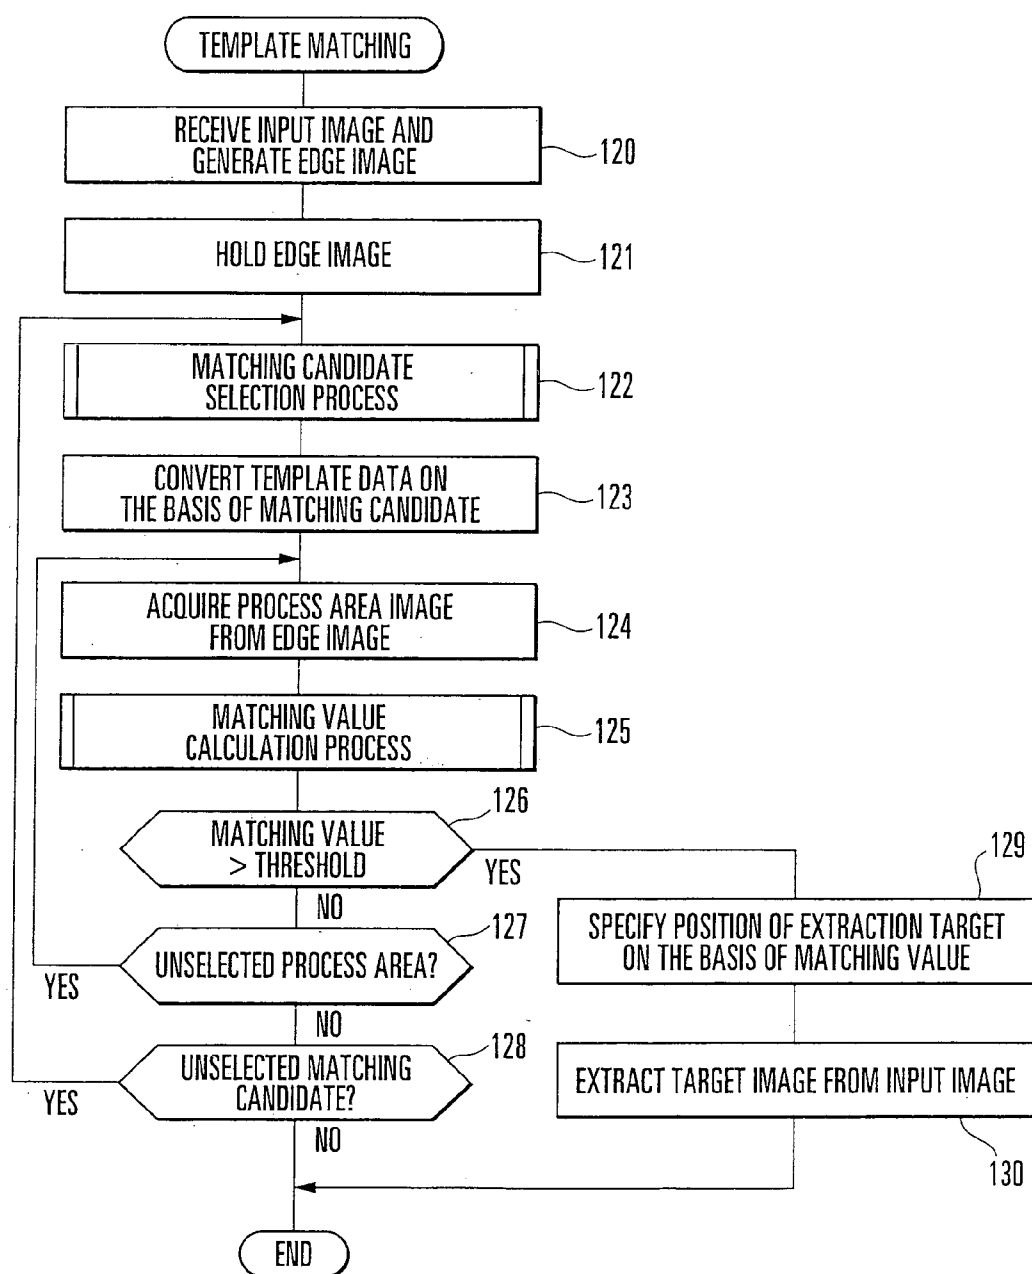 TEMPLATE MATCHING
RECEIVE INPUT IMAGE AND
GENERATE EDGE IMAGE
120
HOLD EDGE IMAGE
121
MATCHING CANDIDATE
SELECTION PROCESS
122
CONVERT TEMPLATE DATA ON
THE BASIS OF MATCHING CANDIDATE
123
ACQUIRE PROCESS AREA IMAGE
FROM EDGE IMAGE
124
MATCHING VALUE
CALCULATION PROCESS
125
126
MATCHING VALUE
> THRESHOLD
YES
NO
127
UNSELECTED PROCESS AREA?
YES
NO
128
UNSELECTED MATCHING
CANDIDATE?
YES
NO
129
SPECIFY POSITION OF EXTRACTION TARGET
ON THE BASIS OF MATCHING VALUE
EXTRACT TARGET IMAGE FROM INPUT IMAGE
130
END